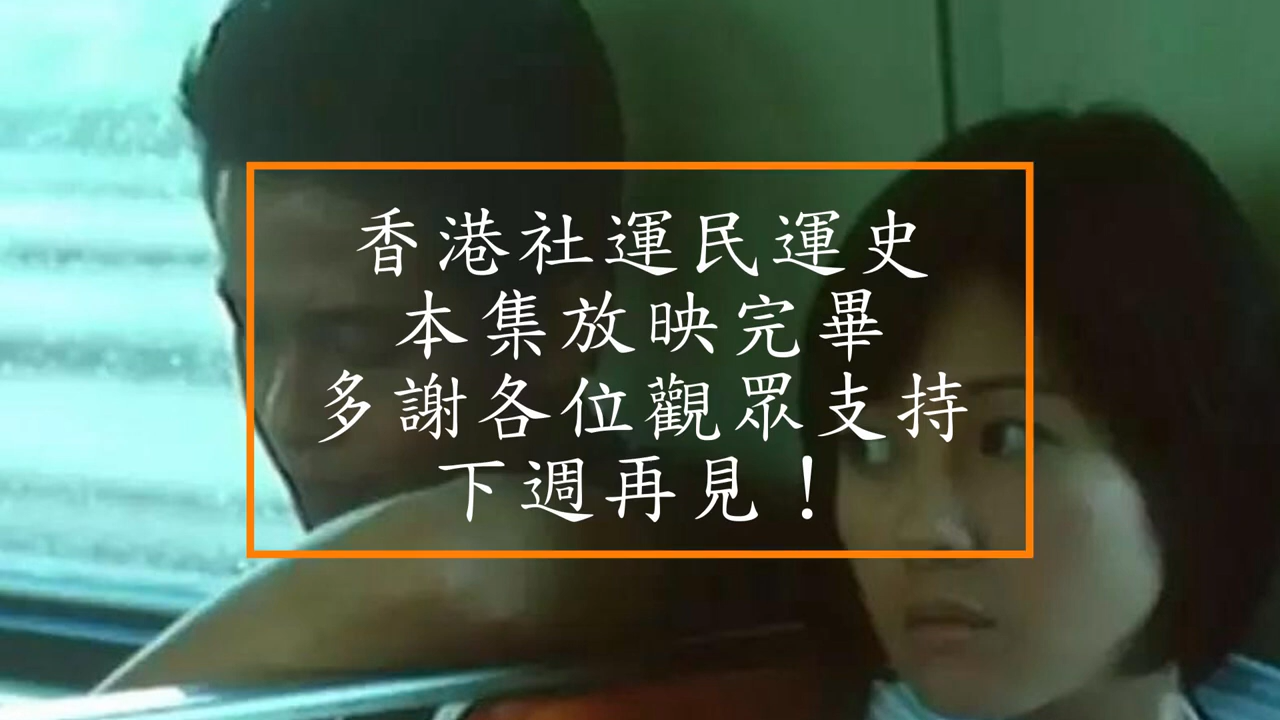 香港社運民運史
本集放映完畢
多謝各位觀眾支持
下週再見！